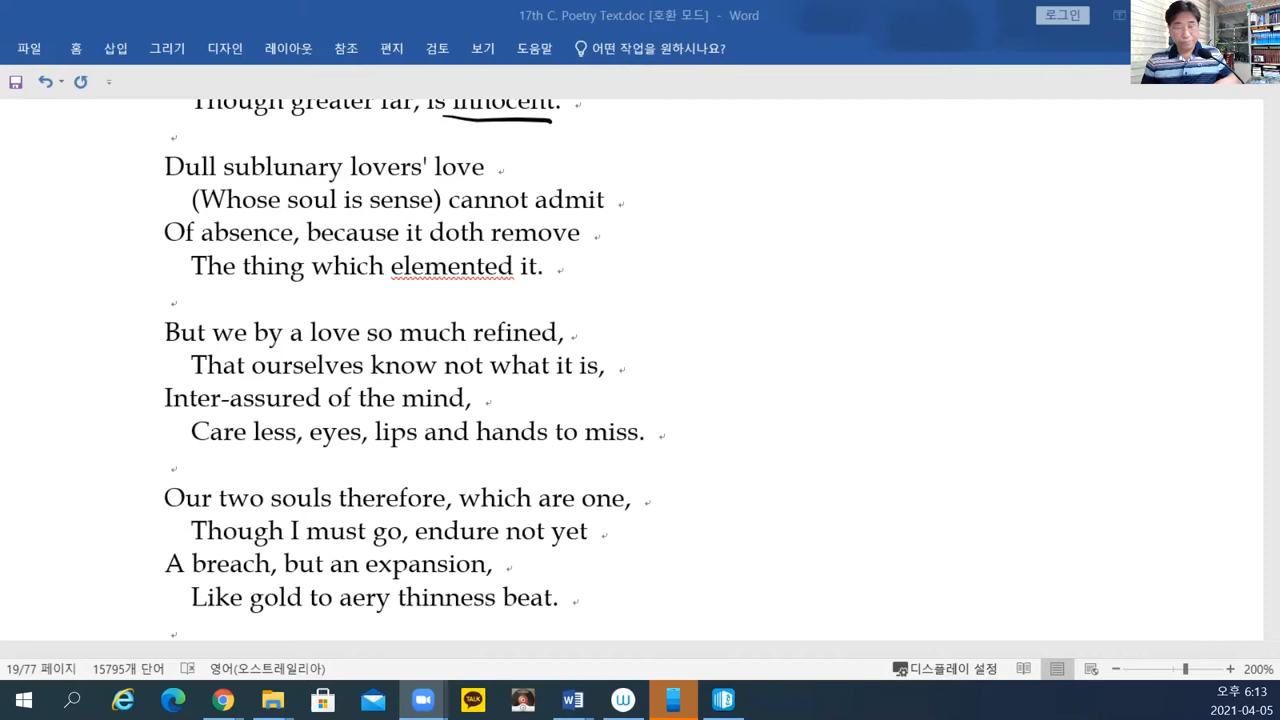 17th C. Poetry Text.doc [호환 모드] - Word
로그인
파일 홈 삽입 그리기 디자인 레이아웃 참조 편지 검토 보기 도움말 어떤 작업을 원하시나요?
Though greater far, is innocent.
Dull sublunary lovers' love
(Whose soul is sense) cannot admit
Of absence, because it doth remove
The thing which elemented it.
But we by a love so much refined,
That ourselves know not what it is,
Inter-assured of the mind,
Care less, eyes, lips and hands to miss.
Our two souls therefore, which are one,
Though I must go, endure not yet
A breach, but an expansion,
Like gold to aery thinness beat.
19/77 페이지 15795개 단어 영어(오스트레일리아) 디스플레이 설정 200%
TALK
오후 6:13
2021-04-05